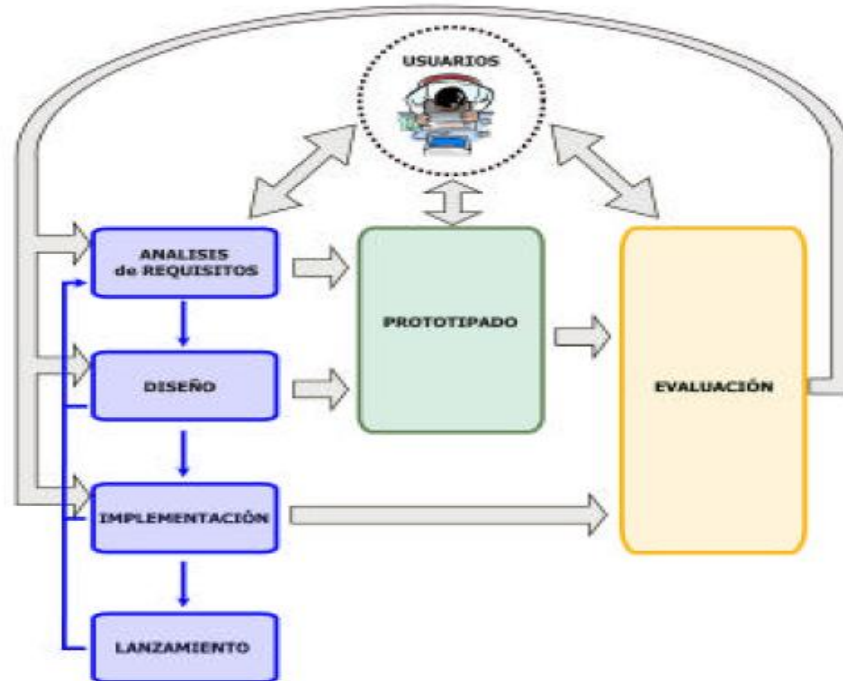 USUARIOS
ANALISIS
de REQUISITOS
PROTOTIPADO
DISEÑO
EVALUACIÓN
IMPLEMENTACIÓN
LANZAMIENTO